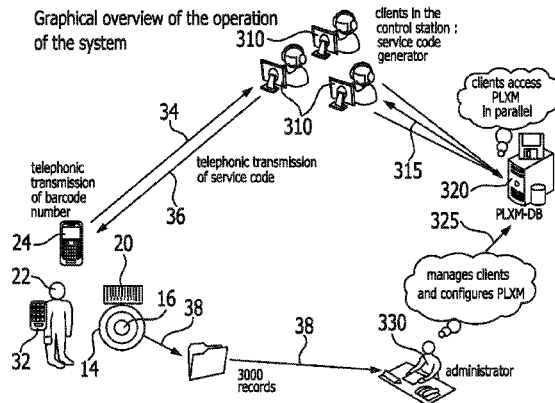 Graphical overview of the operation
of the system
310
clients in the
control station :
service code
generator
310
clients access
PLXM
in parallel
34
315
320
telephonic transmission
of service code
36
PLXM-DB
telephonic
transmission
of barcode
number
24
325
20
manages clients
and configures PLXM
22
16
38
38
330
32
14
3000
records
administrator